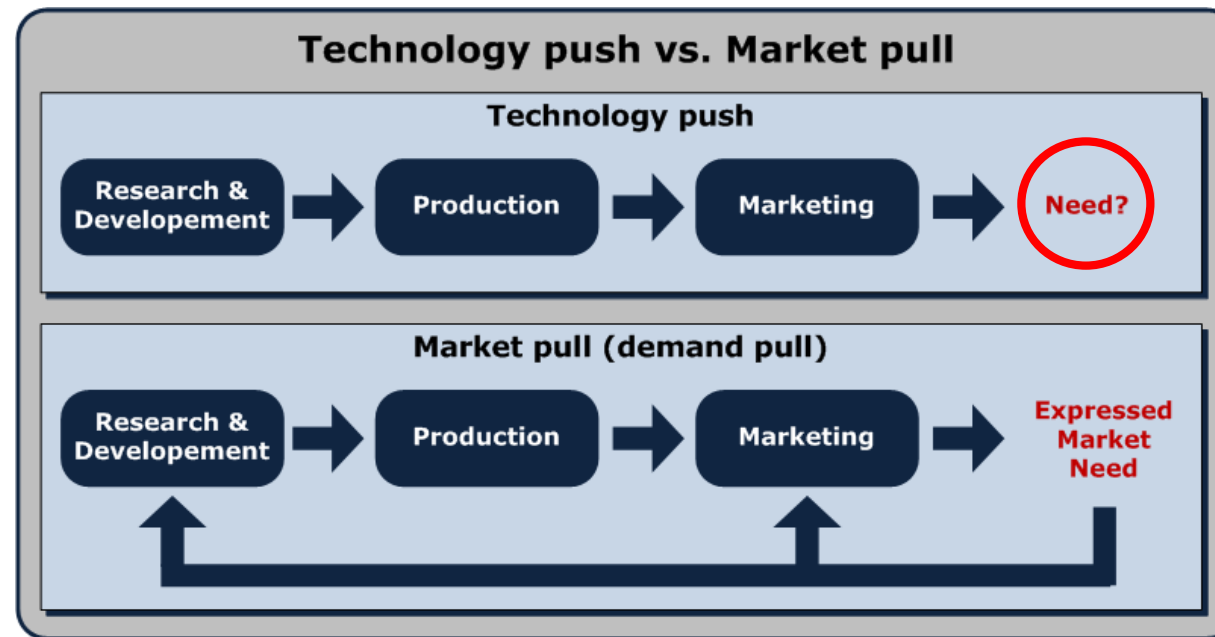 Technology push vs. Market pull
Technology push
Research &
Developement
Production
Marketing
Need?
Market pull (demand pull)
Research &
Developement
Production
Marketing
Expressed
Market
Need